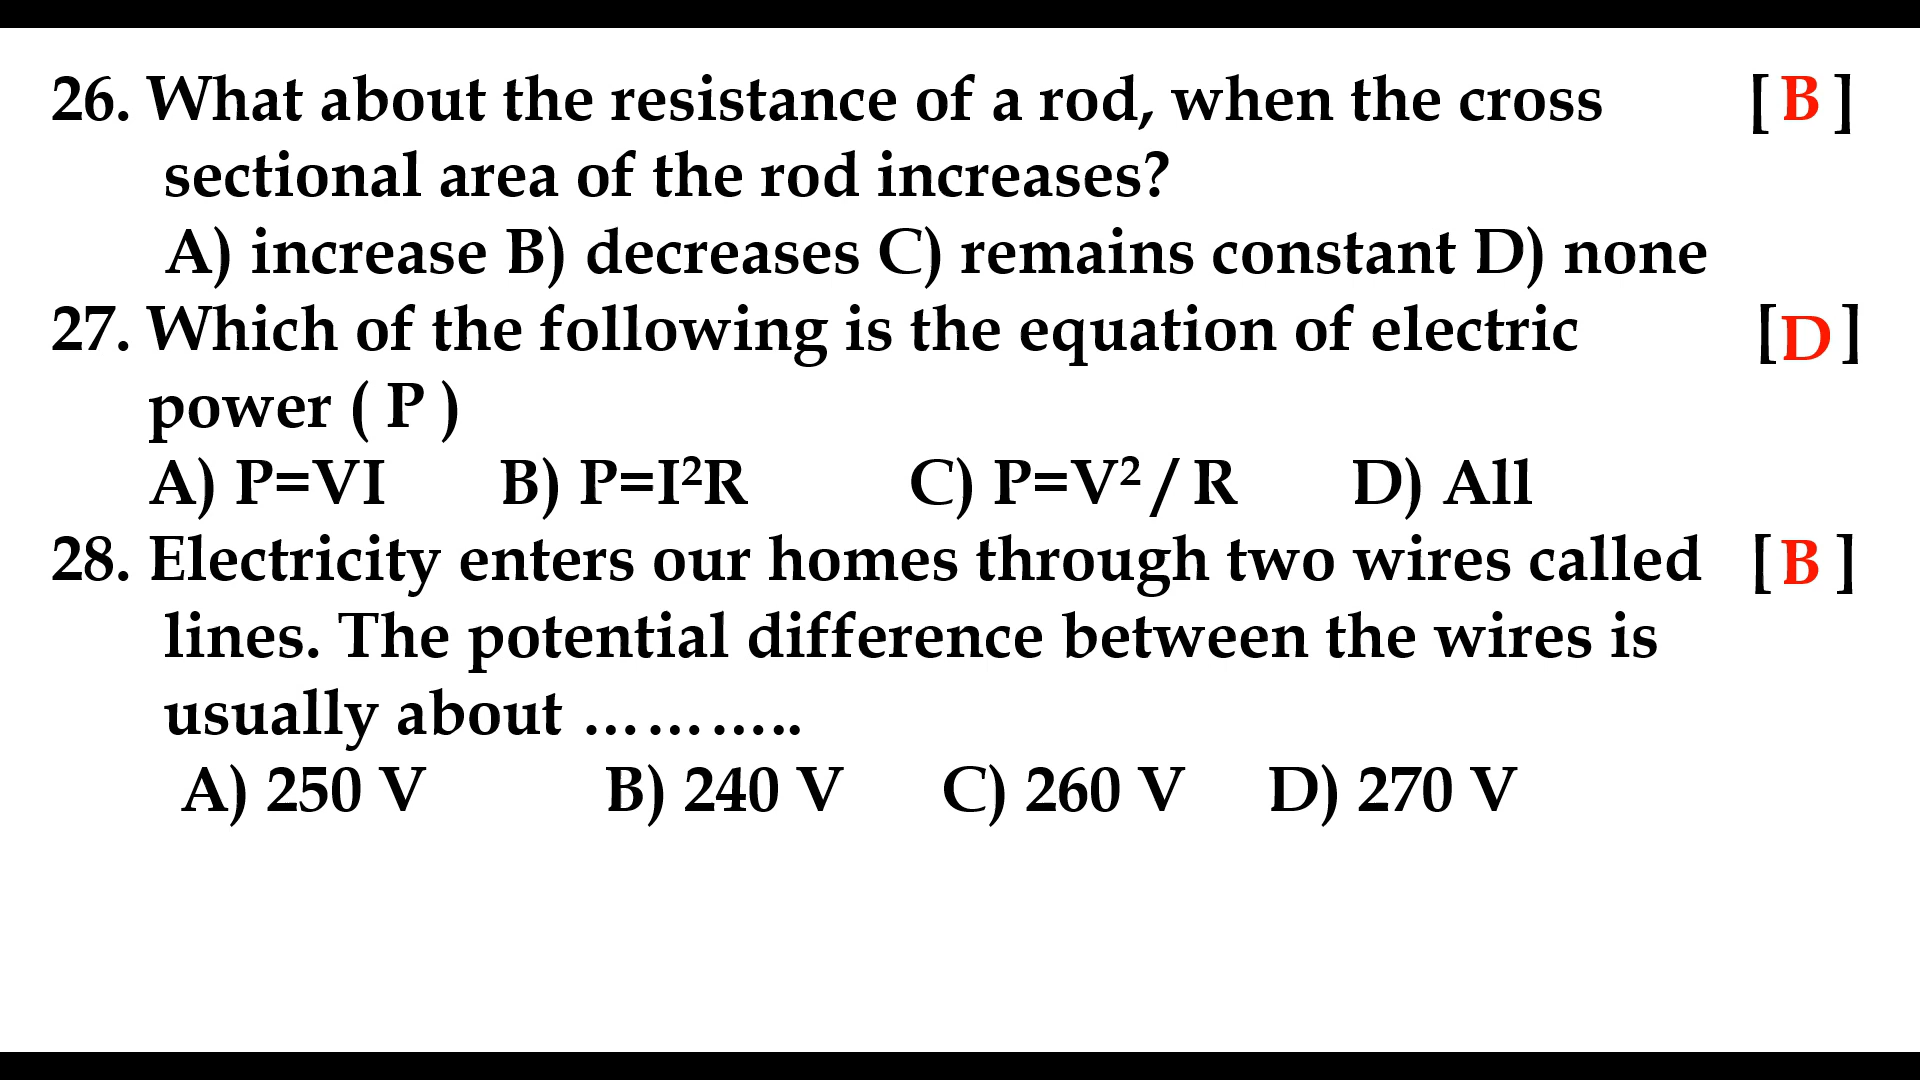 26. What about the resistance of a rod, when the cross [ B ]
sectional area of the rod increases?
A) increase B) decreases C) remains constant D) none
27. Which of the following is the equation of electric [D]
power ( P )
A) P=VI B) P=I²R C) P=V² / R D) All
28. Electricity enters our homes through two wires called [ B ]
lines. The potential difference between the wires is
usually about ………..
A) 250 V B) 240 V C) 260 V D) 270 V